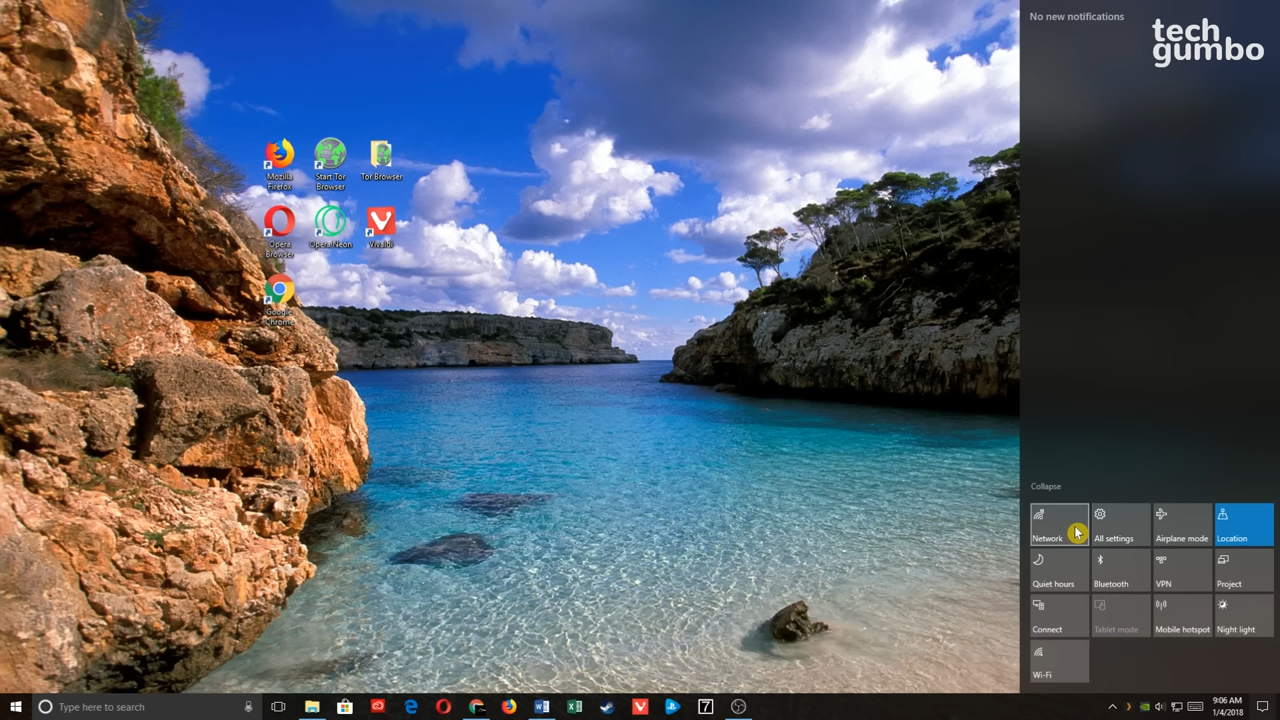 No new notifications
tech
gumbo
Mozilla
Firefox
Start Tor
Browser
Tor Browser
Opera
Browser
Opera Neon
Vivaldi
Google
Chrome
Collapse
Network
All settings
Airplane mode
Location
Quiet hours
Bluetooth
VPN
Project
Connect
Tablet mode
Mobile hotspot
Night light
Wi-Fi
Type here to search
7
9:06 AM
1/4/2018